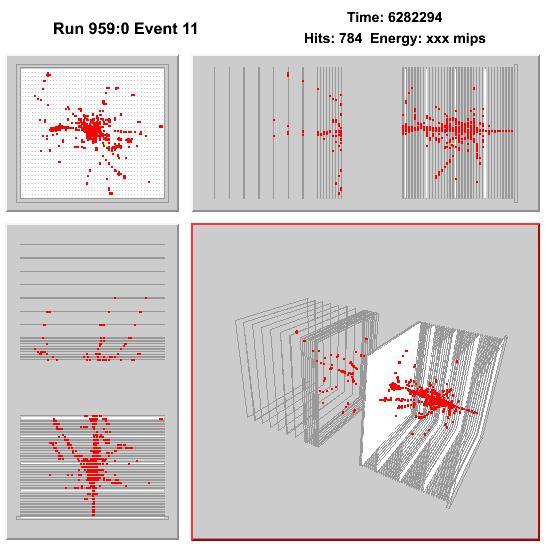 Run 959:0 Event 11
Time: 6282294
Hits: 784 Energy: xxx mips